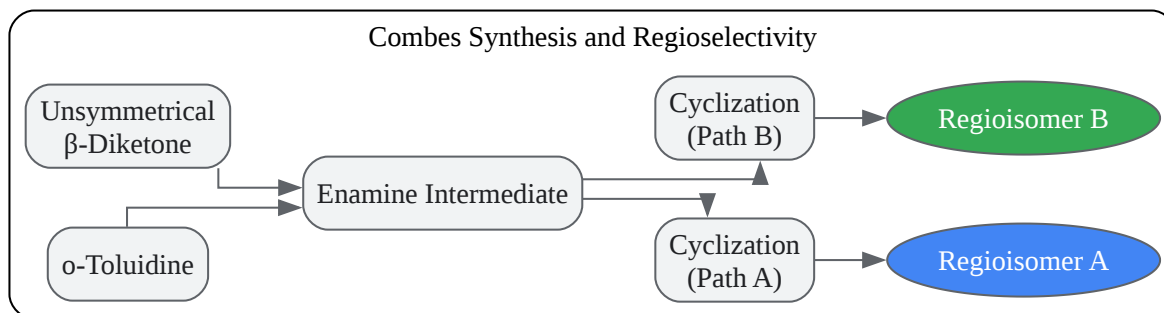 Combes Synthesis and Regioselectivity
Unsymmetrical
β-Diketone
o-Toluidine
Enamine Intermediate
Cyclization
(Path B)
Regioisomer B
Cyclization
(Path A)
Regioisomer A